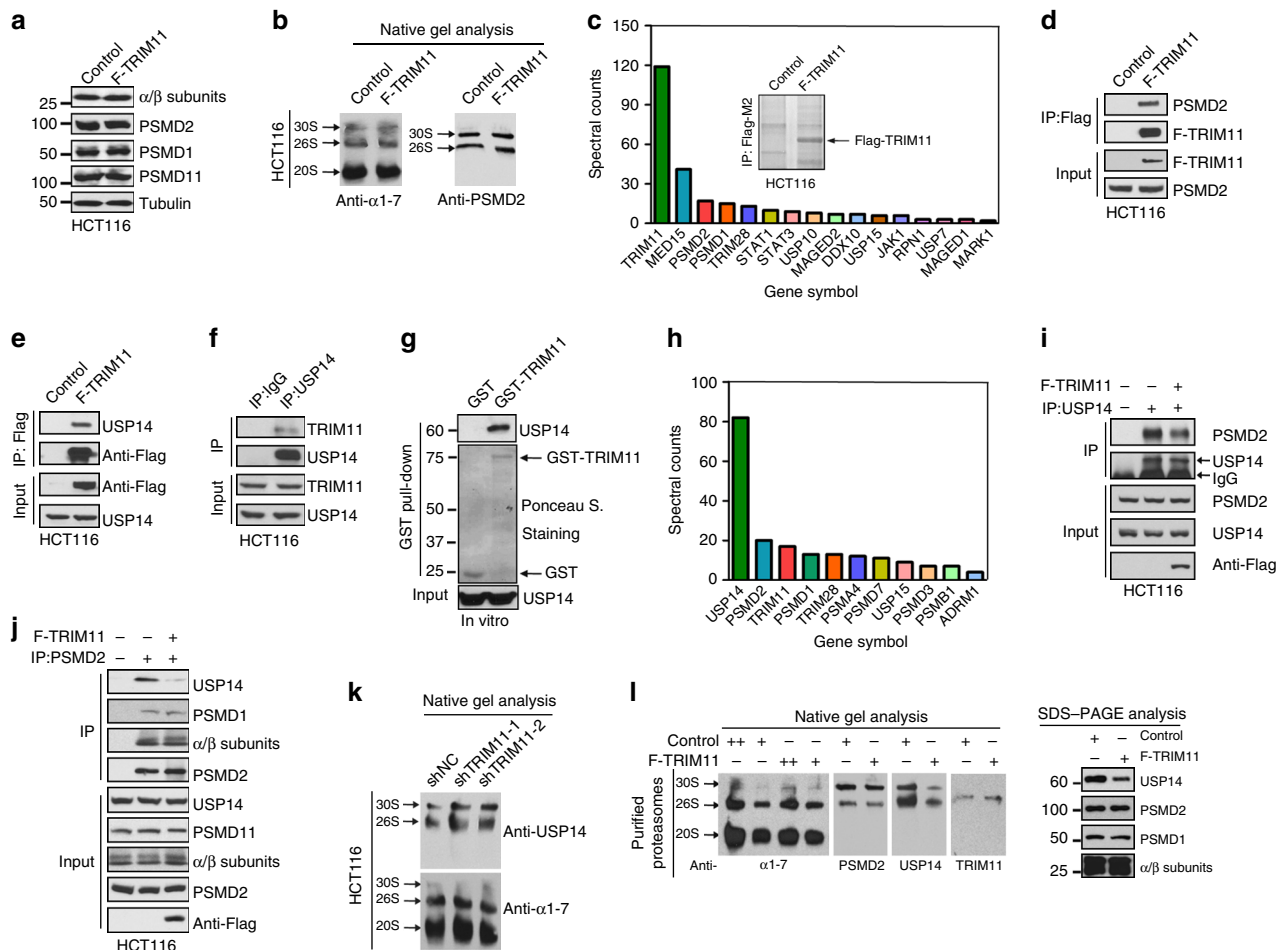 a
Control
F-TRIM11
25
α/β subunits
100
PSMD2
50
PSMD1
100
PSMD11
50
Tubulin
HCT116
b
Native gel analysis
Control
F-TRIM11
Control
F-TRIM11
HCT116
30S
26S
20S
30S
26S
Anti-α1-7
Anti-PSMD2
c
Spectral counts
150
120
90
60
30
0
IP: Flag-M2
Control
F-TRIM11
Flag-TRIM11
HCT116
TRIM11
MED15
PSMD2
PSMD1
TRIM28
STAT1
STAT3
USP10
MAGED2
DDX10
USP15
JAK1
RPN1
USP7
MAGED1
MARK1
Gene symbol
d
Control
F-TRIM11
IP:Flag
PSMD2
F-TRIM11
Input
F-TRIM11
PSMD2
HCT116
e
Control
F-TRIM11
IP: Flag
USP14
Anti-Flag
Input
Anti-Flag
USP14
HCT116
f
IP:IgG
IP:USP14
IP
TRIM11
USP14
Input
TRIM11
USP14
HCT116
g
GST
GST-TRIM11
GST pull-down
60
USP14
75
GST-TRIM11
50
Ponceau S.
37
Staining
25
GST
Input
USP14
In vitro
h
Spectral counts
100
80
60
40
20
0
USP14
PSMD2
TRIM11
PSMD1
TRIM28
PSMA4
PSMD7
USP15
PSMD3
PSMB1
ADRM1
Gene symbol
i
F-TRIM11 – – +
IP:USP14 – + +
IP
PSMD2
USP14
IgG
Input
PSMD2
USP14
Anti-Flag
HCT116
j
F-TRIM11 – – +
IP:PSMD2 – + +
IP
USP14
PSMD1
α/β subunits
PSMD2
Input
USP14
PSMD11
α/β subunits
PSMD2
Anti-Flag
HCT116
k
Native gel analysis
shNC
shTRIM11-1
shTRIM11-2
HCT116
30S
26S
Anti-USP14
30S
26S
20S
Anti-α1-7
l
Native gel analysis
Control ++ + – – + – + – + –
F-TRIM11 – – ++ + – + – + – +
Purified proteasomes
30S
26S
20S
Anti- α1-7 PSMD2 USP14 TRIM11
SDS–PAGE analysis
+ – Control
– + F-TRIM11
60
USP14
100
PSMD2
50
PSMD1
25
α/β subunits